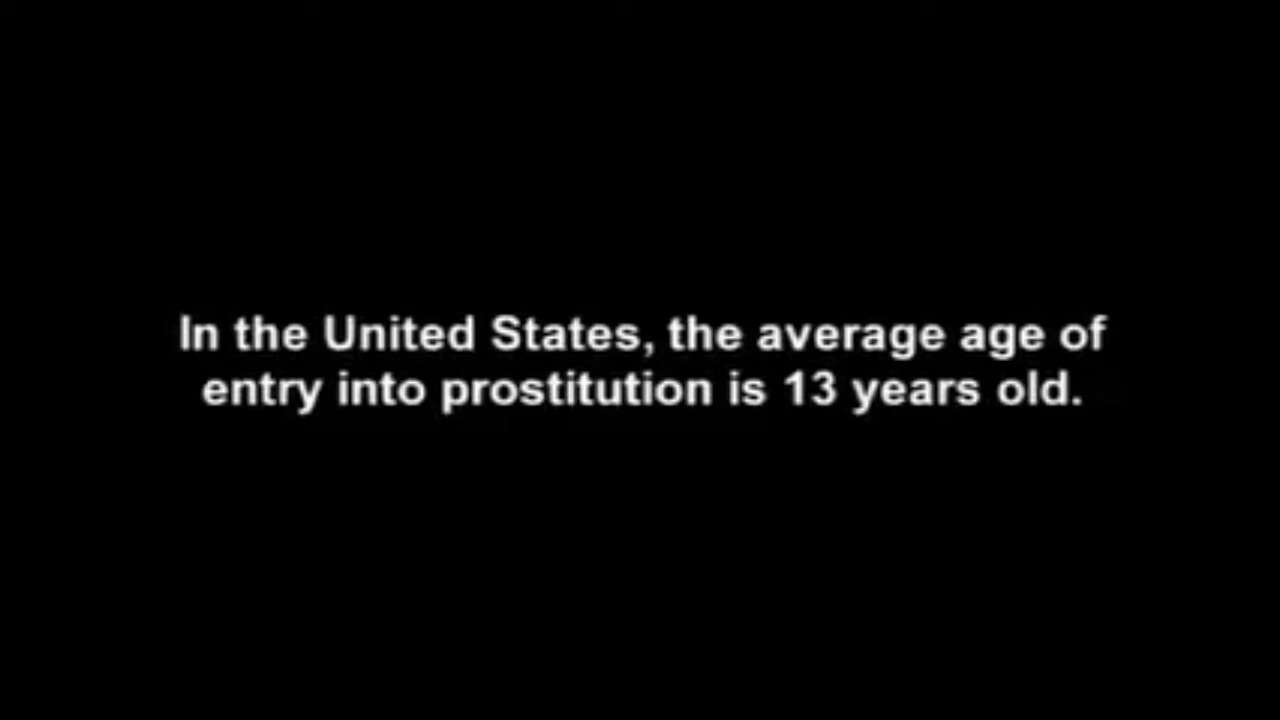 In the United States, the average age of
entry into prostitution is 13 years old.